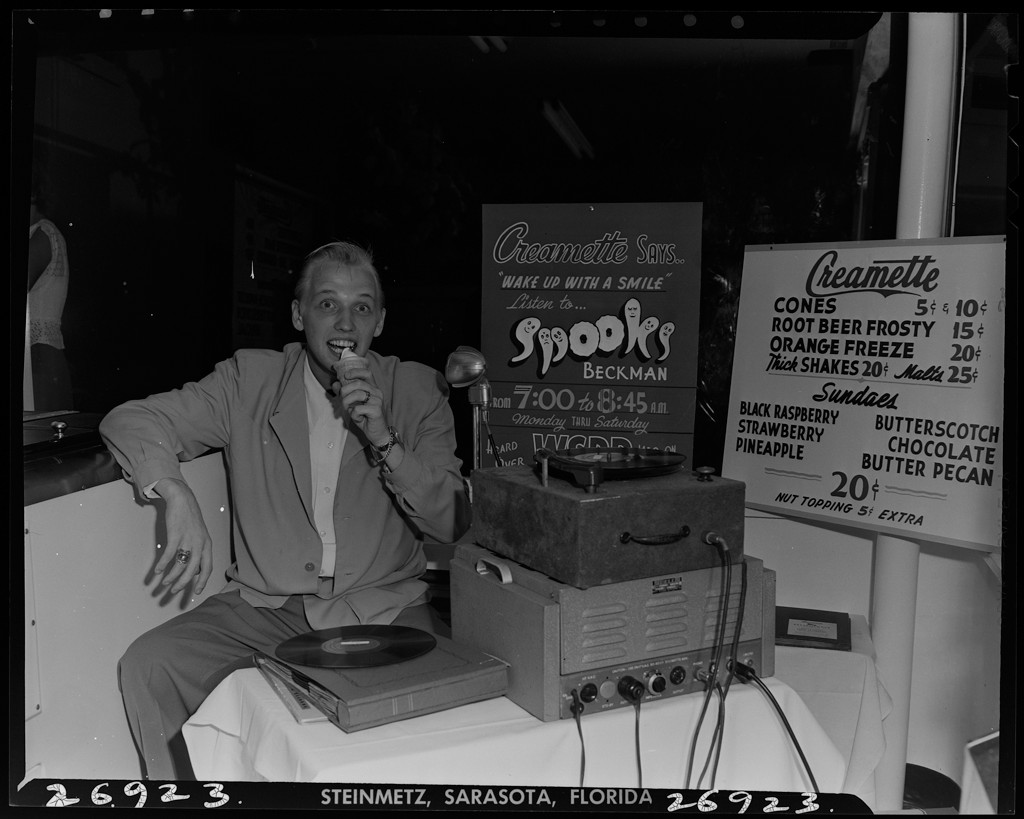 Creamette SAYS..
"WAKE UP WITH A SMILE"
Listen to...
Spooks
BECKMAN
FROM 7:00 to 8:45 A.M.
Monday THRU Saturday
HEARD WSPB
Creamette
CONES 5¢ & 10¢
ROOT BEER FROSTY 15¢
ORANGE FREEZE 20¢
Thick SHAKES 20¢ Malts 25¢
Sundaes
BLACK RASPBERRY
STRAWBERRY
PINEAPPLE
BUTTERSCOTCH
CHOCOLATE
BUTTER PECAN
20¢
NUT TOPPING 5¢ EXTRA
26923. STEINMETZ, SARASOTA, FLORIDA 26923.